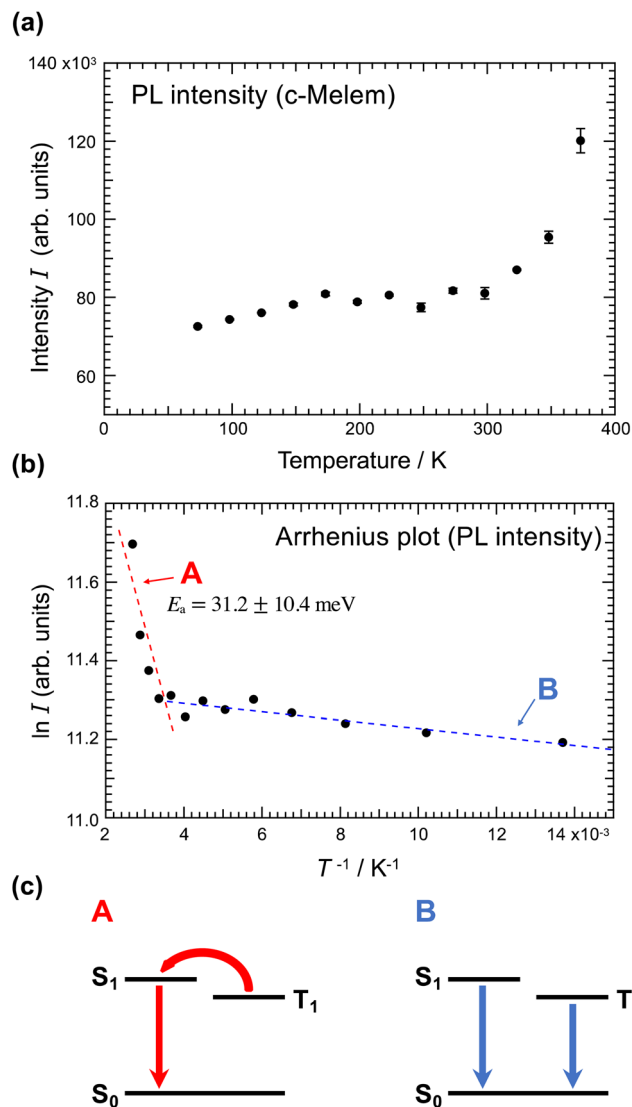 (a)
140 x10³
PL intensity (c-Melem)
120
100
80
60
Intensity I (arb. units)
0
100
200
300
400
Temperature / K
(b)
11.8
Arrhenius plot (PL intensity)
A
11.6
Eₐ = 31.2 ± 10.4 meV
11.4
B
11.2
11.0
ln I (arb. units)
2
4
6
8
10
12
14 x10⁻³
T ⁻¹ / K⁻¹
(c)
A
B
S₁
T₁
S₀
S₁
T
S₀